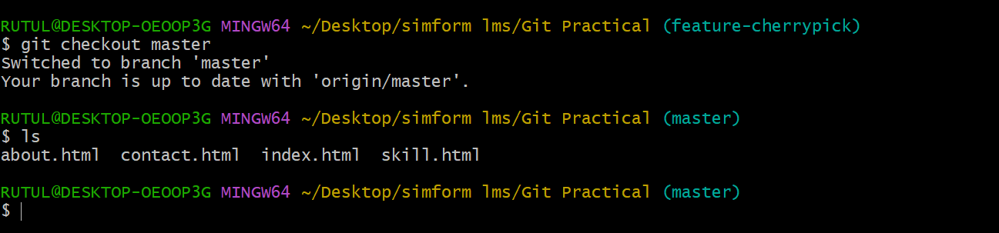 RUTUL@DESKTOP-OEOOP3G MINGW64 ~/Desktop/simform lms/Git Practical (feature-cherrypick)
$ git checkout master
Switched to branch 'master'
Your branch is up to date with 'origin/master'.
RUTUL@DESKTOP-OEOOP3G MINGW64 ~/Desktop/simform lms/Git Practical (master)
$ ls
about.html  contact.html  index.html  skill.html
RUTUL@DESKTOP-OEOOP3G MINGW64 ~/Desktop/simform lms/Git Practical (master)
$